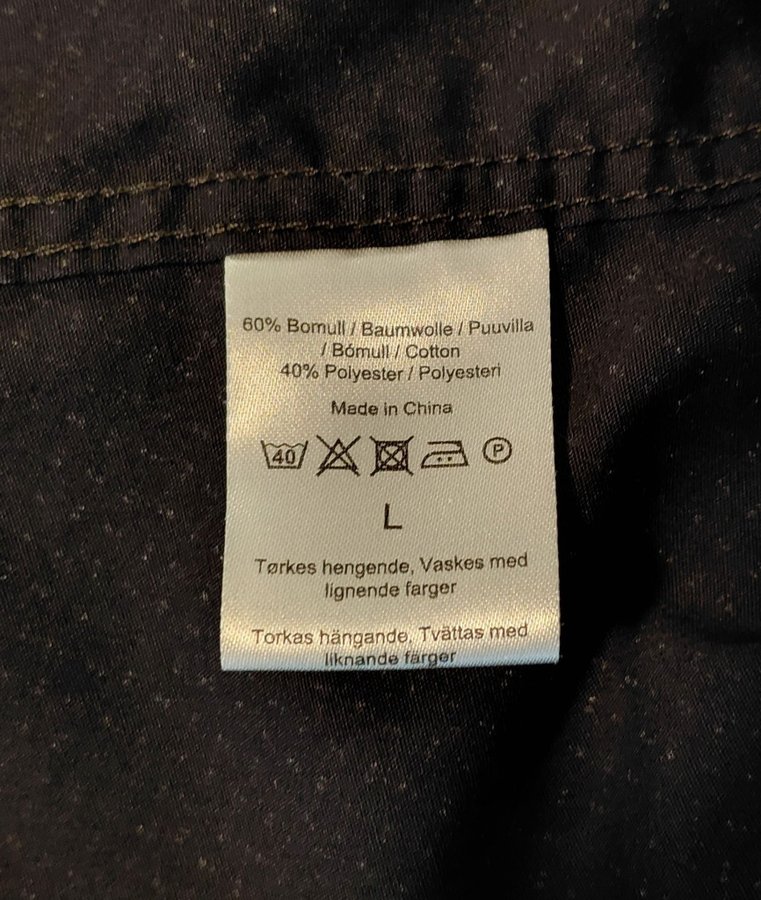 60% Bomull / Baumwolle / Puuvilla
/ Bómull / Cotton
40% Polyester / Polyesteri
Made in China
40 P
L
Tørkes hengende, Vaskes med
lignende farger
Torkas hängande, Tvättas med
liknande färger